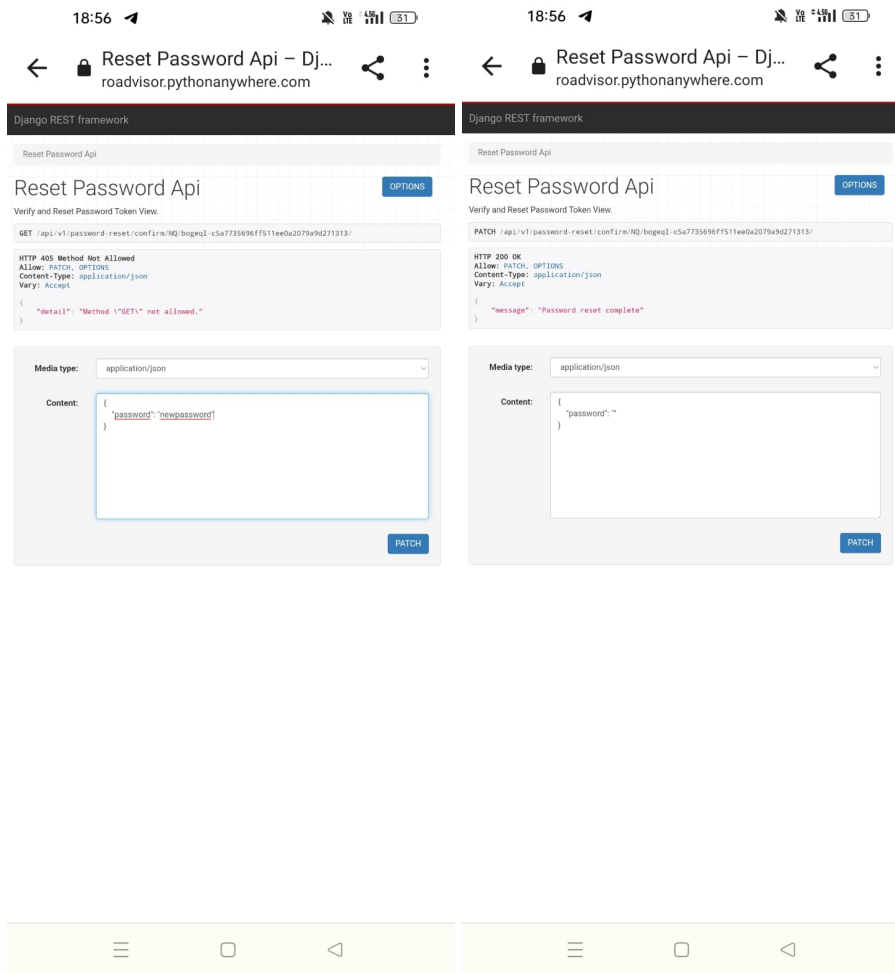 18:56
Vo
LTE
31
Reset Password Api – Dj...
roadvisor.pythonanywhere.com
Django REST framework
Reset Password Api
Reset Password Api
OPTIONS
Verify and Reset Password Token View.
GET /api/v1/password-reset/confirm/NQ/bogeql-c5a7735696ff511ee0a2079a9d271313/
HTTP 405 Method Not Allowed
Allow: PATCH, OPTIONS
Content-Type: application/json
Vary: Accept
{
"detail": "Method \"GET\" not allowed."
}
Media type:
application/json
Content:
{
"password": "newpassword"
}
PATCH
18:56
Vo
LTE
31
Reset Password Api – Dj...
roadvisor.pythonanywhere.com
Django REST framework
Reset Password Api
Reset Password Api
OPTIONS
Verify and Reset Password Token View.
PATCH /api/v1/password-reset/confirm/NQ/bogeql-c5a7735696ff511ee0a2079a9d271313/
HTTP 200 OK
Allow: PATCH, OPTIONS
Content-Type: application/json
Vary: Accept
{
"message": "Password reset complete"
}
Media type:
application/json
Content:
{
"password": ""
}
PATCH